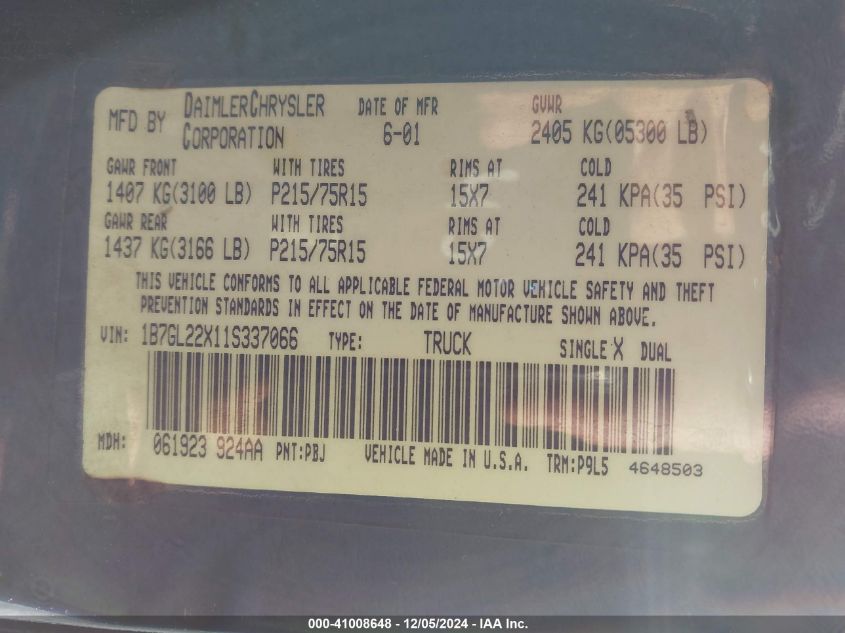 MFD BY DAIMLERCHRYSLER CORPORATION DATE OF MFR 6-01 GVWR 2405 KG(05300 LB)
GAWR FRONT WITH TIRES RIMS AT COLD
1407 KG(3100 LB) P215/75R15 15X7 241 KPA(35 PSI)
GAWR REAR WITH TIRES RIMS AT COLD
1437 KG(3166 LB) P215/75R15 15X7 241 KPA(35 PSI)
THIS VEHICLE CONFORMS TO ALL APPLICABLE FEDERAL MOTOR VEHICLE SAFETY AND THEFT
PREVENTION STANDARDS IN EFFECT ON THE DATE OF MANUFACTURE SHOWN ABOVE.
VIN: 1B7GL22X11S337066 TYPE: TRUCK SINGLE X DUAL
MDH: 061923 924AA PNT:PBJ VEHICLE MADE IN U.S.A. TRM:P9L5 4648503
000-41008648 - 12/05/2024 - IAA Inc.